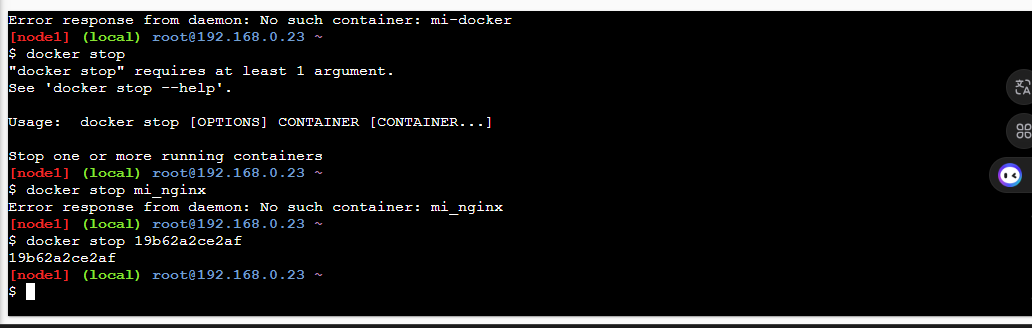 Error response from daemon: No such container: mi-docker
[node1] (local) root@192.168.0.23 ~
$ docker stop
"docker stop" requires at least 1 argument.
See 'docker stop --help'.
Usage:  docker stop [OPTIONS] CONTAINER [CONTAINER...]
Stop one or more running containers
[node1] (local) root@192.168.0.23 ~
$ docker stop mi_nginx
Error response from daemon: No such container: mi_nginx
[node1] (local) root@192.168.0.23 ~
$ docker stop 19b62a2ce2af
19b62a2ce2af
[node1] (local) root@192.168.0.23 ~
$